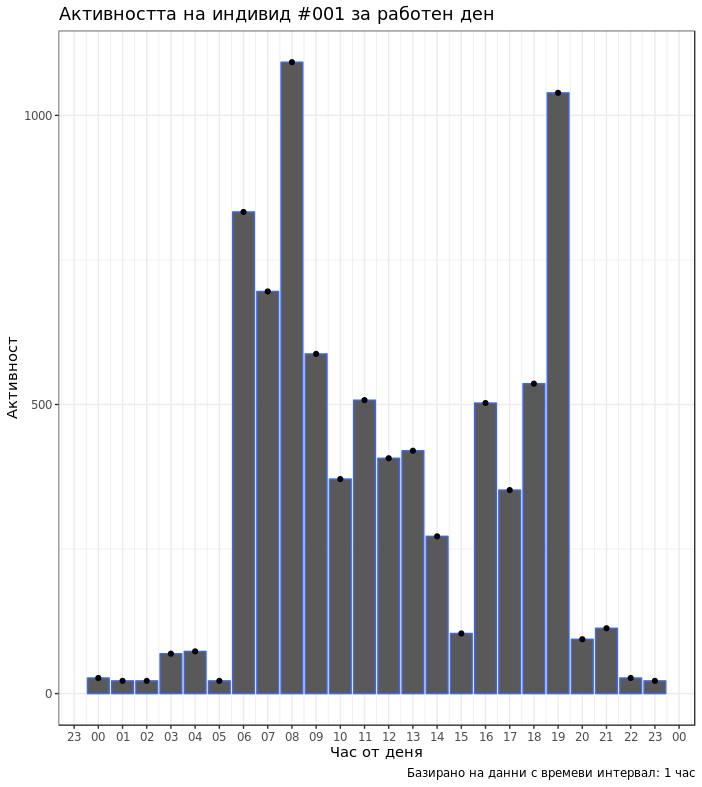 Активността на индивид #001 за работен ден
1000
500
0
Активност
23 00 01 02 03 04 05 06 07 08 09 10 11 12 13 14 15 16 17 18 19 20 21 22 23 00
Час от деня
Базирано на данни с времеви интервал: 1 час